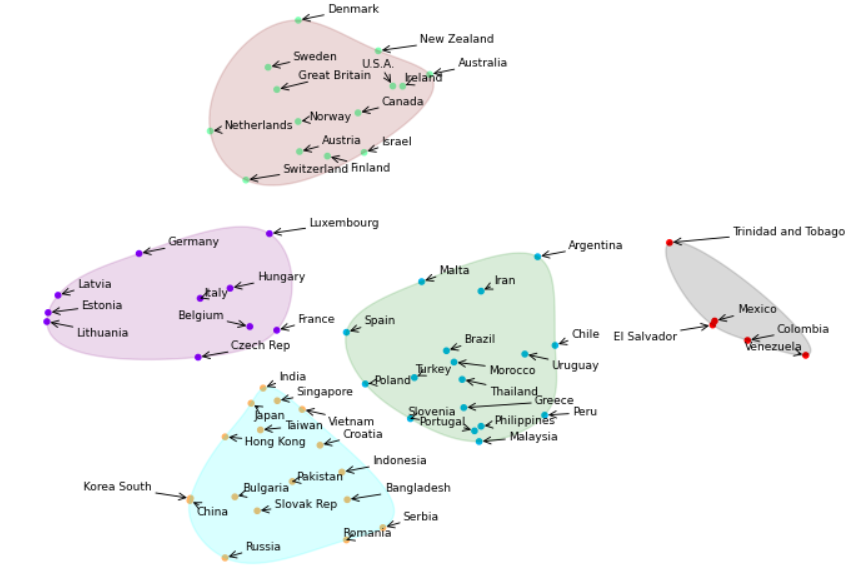 Denmark
New Zealand
Sweden
U.S.A.
Australia
Great Britain
Ireland
Canada
Netherlands
Norway
Austria
Israel
Switzerland
Finland
Luxembourg
Germany
Hungary
Latvia
Italy
Estonia
Belgium
Lithuania
France
Czech Rep
Argentina
Malta
Iran
Spain
Brazil
Chile
Uruguay
Turkey
Morocco
Poland
Thailand
Greece
Slovenia
Peru
Portugal
Philippines
Malaysia
Trinidad and Tobago
Mexico
El Salvador
Colombia
Venezuela
India
Singapore
Japan
Vietnam
Taiwan
Croatia
Hong Kong
Indonesia
Pakistan
Korea South
Bulgaria
Bangladesh
China
Slovak Rep
Serbia
Romania
Russia